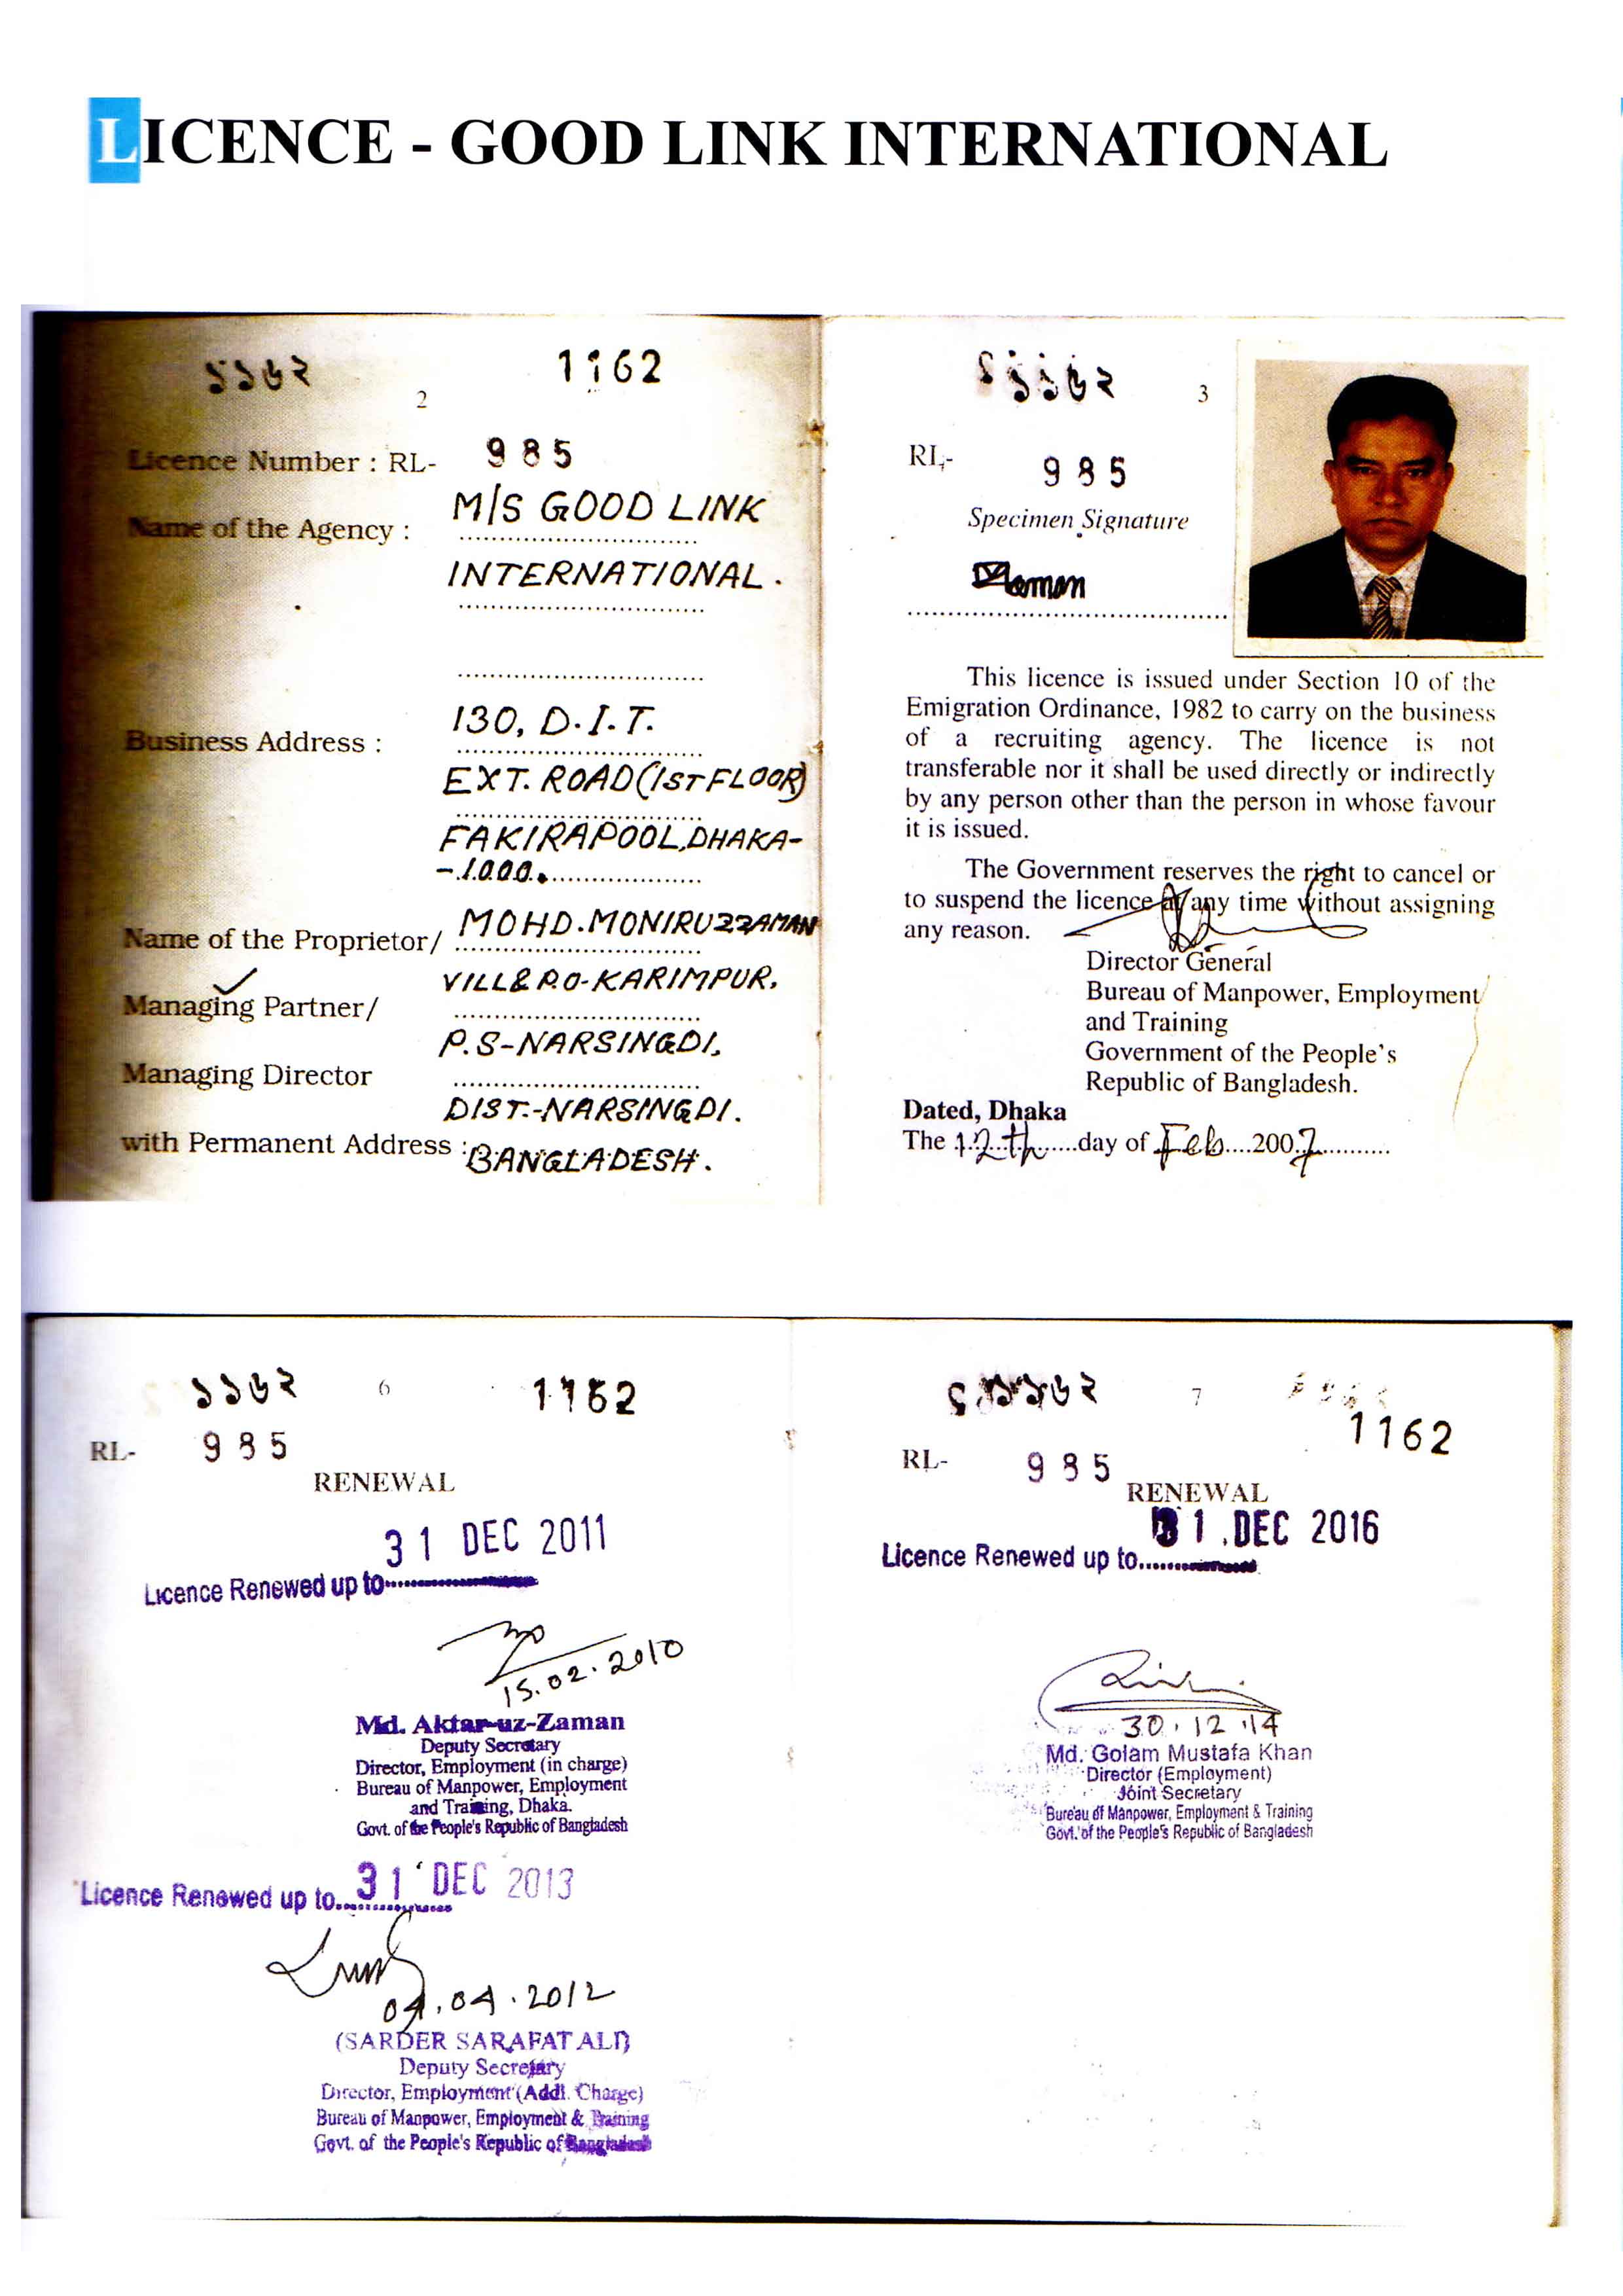 LICENCE - GOOD LINK INTERNATIONAL
১১৬২ 2 1162
Licence Number : RL- 985
Name of the Agency : M/S GOOD LINK
INTERNATIONAL.
Business Address : 130, D.I.T.
EXT. ROAD (1ST FLOOR)
FAKIRAPOOL, DHAKA-
-1000.
Name of the Proprietor/ MOHD. MONIRUZZAMAN
Managing Partner/ VILL & P.O-KARIMPUR,
P.S-NARSINGDI,
Managing Director
DIST.-NARSINGDI.
with Permanent Address : BANGLADESH.
১১৬২ 3
RL- 985
Specimen Signature
This licence is issued under Section 10 of the
Emigration Ordinance, 1982 to carry on the business
of a recruiting agency. The licence is not
transferable nor it shall be used directly or indirectly
by any person other than the person in whose favour
it is issued.
The Government reserves the right to cancel or
to suspend the licence at any time without assigning
any reason.
Director General
Bureau of Manpower, Employment
and Training
Government of the People's
Republic of Bangladesh.
Dated, Dhaka
The 12th day of Feb 2007
১১৬২ 6 1162
RL- 985
RENEWAL
31 DEC 2011
Licence Renewed up to
15.02.2010
Md. Aktar-uz-Zaman
Deputy Secretary
Director, Employment (in charge)
Bureau of Manpower, Employment
and Training, Dhaka.
Govt. of the People's Republic of Bangladesh
Licence Renewed up to 31 DEC 2013
04.04.2012
(SARDER SARAFAT ALI)
Deputy Secretary
Director, Employment (Addl. Charge)
Bureau of Manpower, Employment & Training
Govt. of the People's Republic of Bangladesh
১১৬২ 7
1162
RL- 985
RENEWAL
31 DEC 2016
Licence Renewed up to
30.12.14
Md. Golam Mustafa Khan
Director (Employment)
Joint Secretary
Bureau of Manpower, Employment & Training
Govt. of the People's Republic of Bangladesh